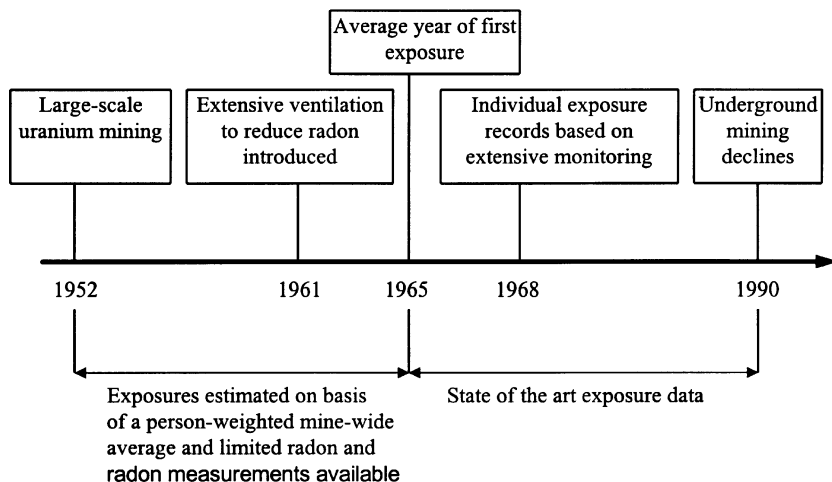 Average year of first
exposure
Large-scale
uranium mining
Extensive ventilation
to reduce radon
introduced
Individual exposure
records based on
extensive monitoring
Underground
mining
declines
1952
1961
1965
1968
1990
Exposures estimated on basis
of a person-weighted mine-wide
average and limited radon and
radon measurements available
State of the art exposure data